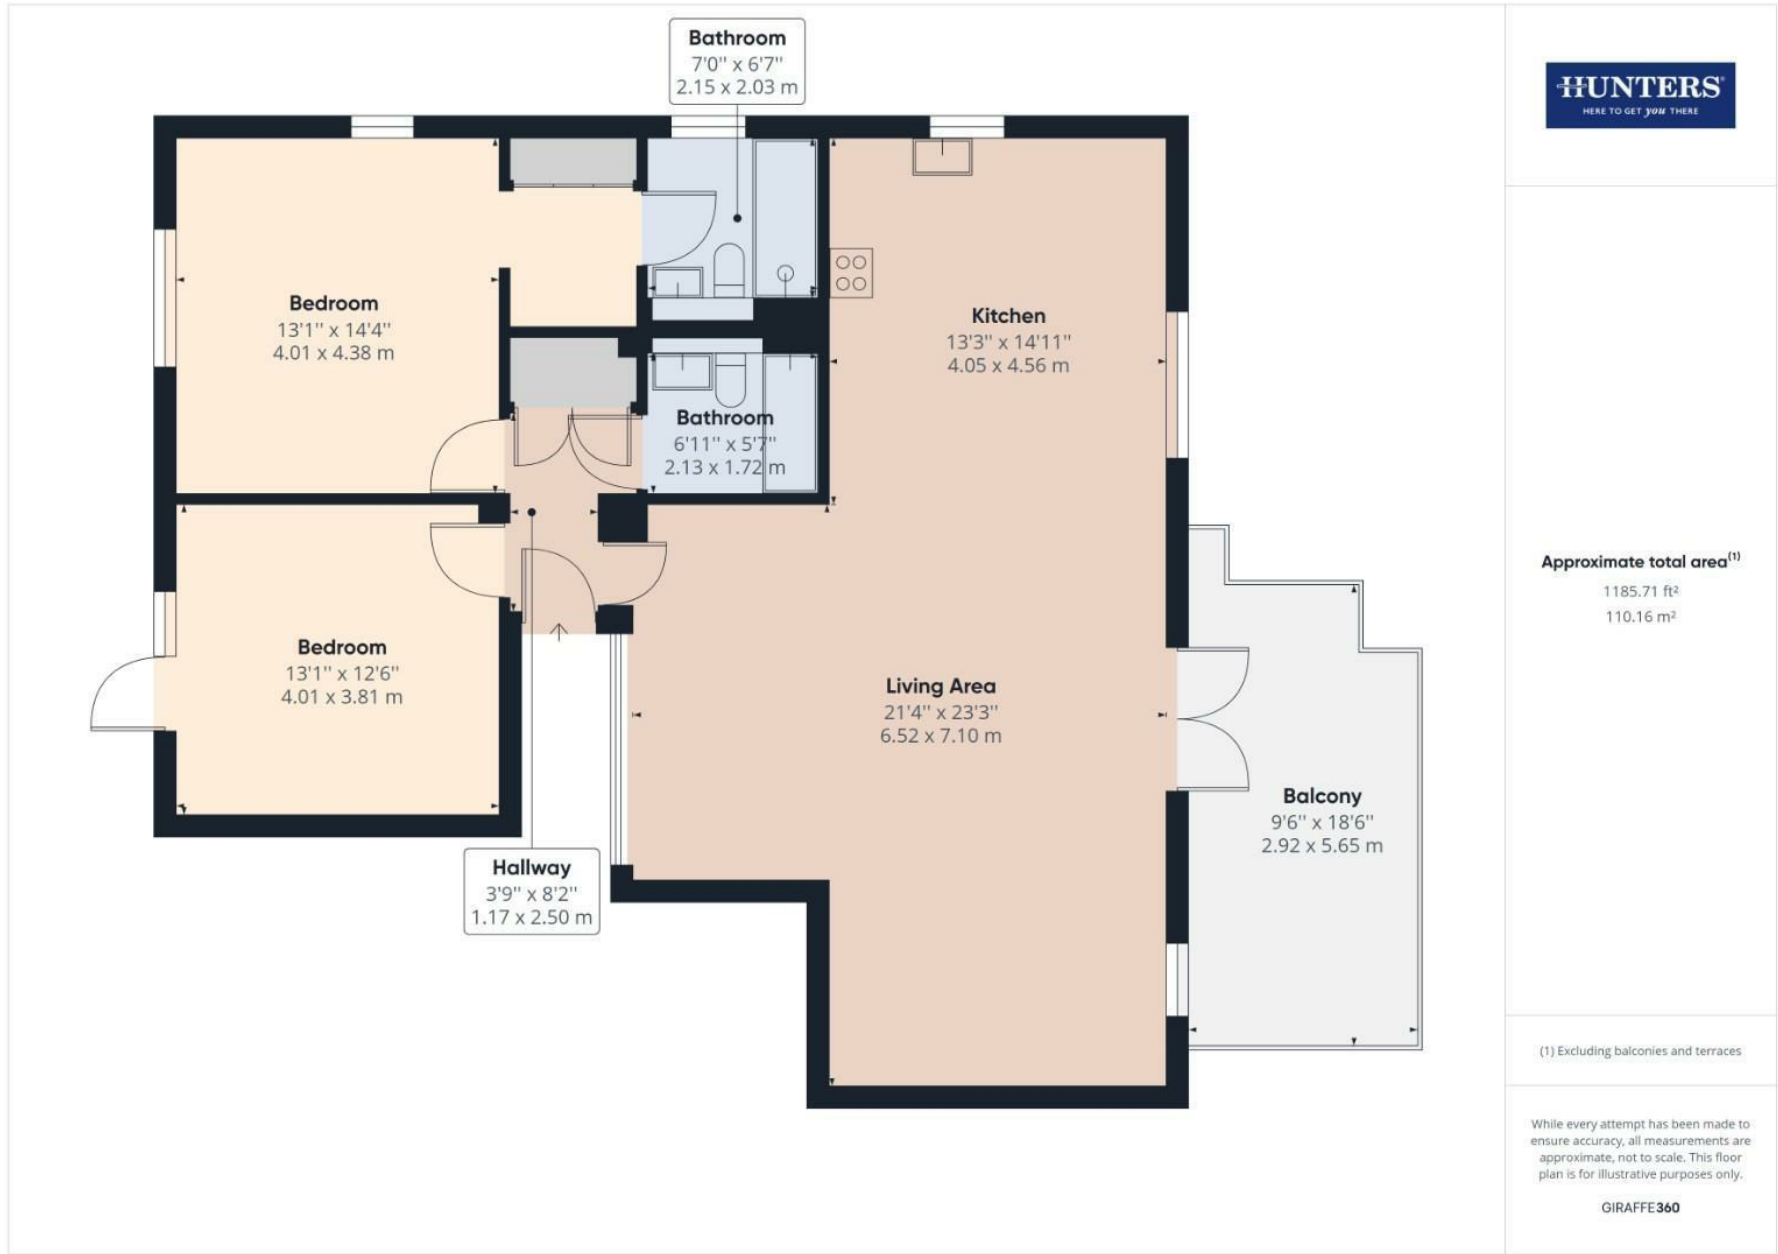 Bathroom
7'0" x 6'7"
2.15 x 2.03 m
Bedroom
13'1" x 14'4"
4.01 x 4.38 m
Kitchen
13'3" x 14'11"
4.05 x 4.56 m
Bathroom
6'11" x 5'7"
2.13 x 1.72 m
Bedroom
13'1" x 12'6"
4.01 x 3.81 m
Living Area
21'4" x 23'3"
6.52 x 7.10 m
Balcony
9'6" x 18'6"
2.92 x 5.65 m
Hallway
3'9" x 8'2"
1.17 x 2.50 m
HUNTERS®
HERE TO GET you THERE
Approximate total area(1)
1185.71 ft²
110.16 m²
(1) Excluding balconies and terraces
While every attempt has been made to
ensure accuracy, all measurements are
approximate, not to scale. This floor
plan is for illustrative purposes only.
GIRAFFE360